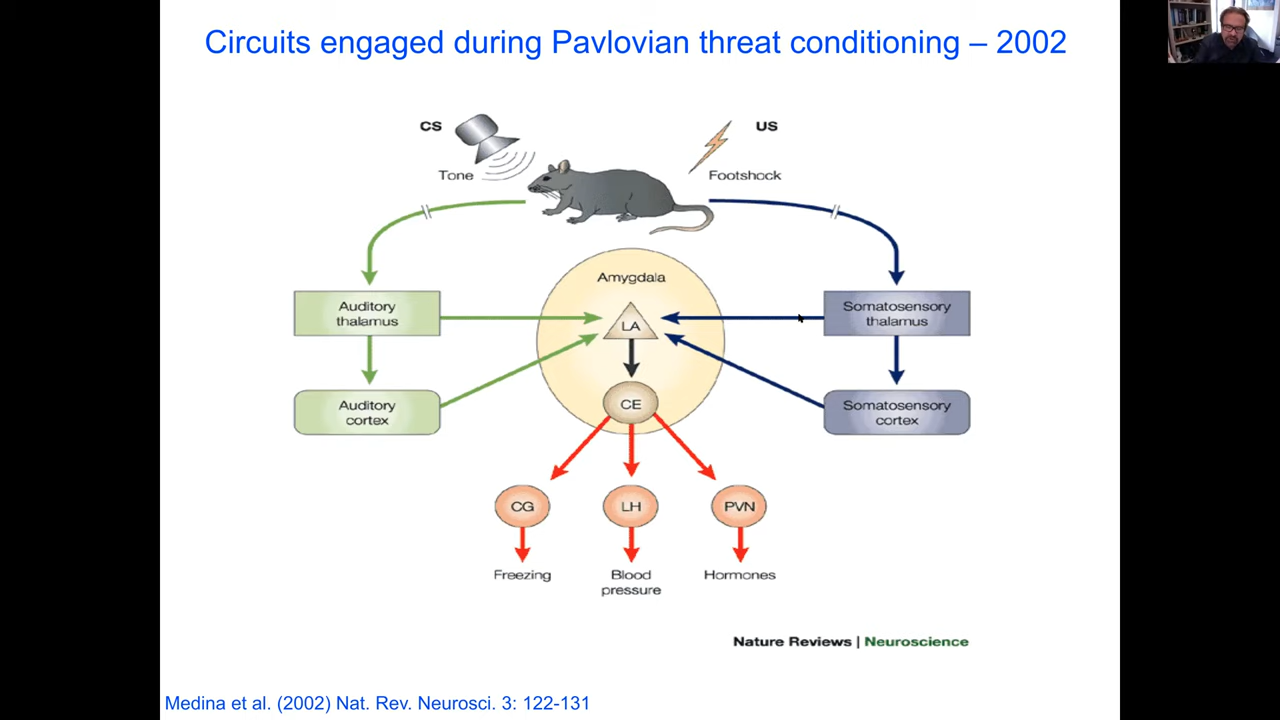 Circuits engaged during Pavlovian threat conditioning – 2002
CS
US
Tone
Footshock
Amygdala
Auditory
thalamus
LA
Somatosensory
thalamus
Auditory
cortex
CE
Somatosensory
cortex
CG
LH
PVN
Freezing
Blood
pressure
Hormones
Nature Reviews | Neuroscience
Medina et al. (2002) Nat. Rev. Neurosci. 3: 122-131